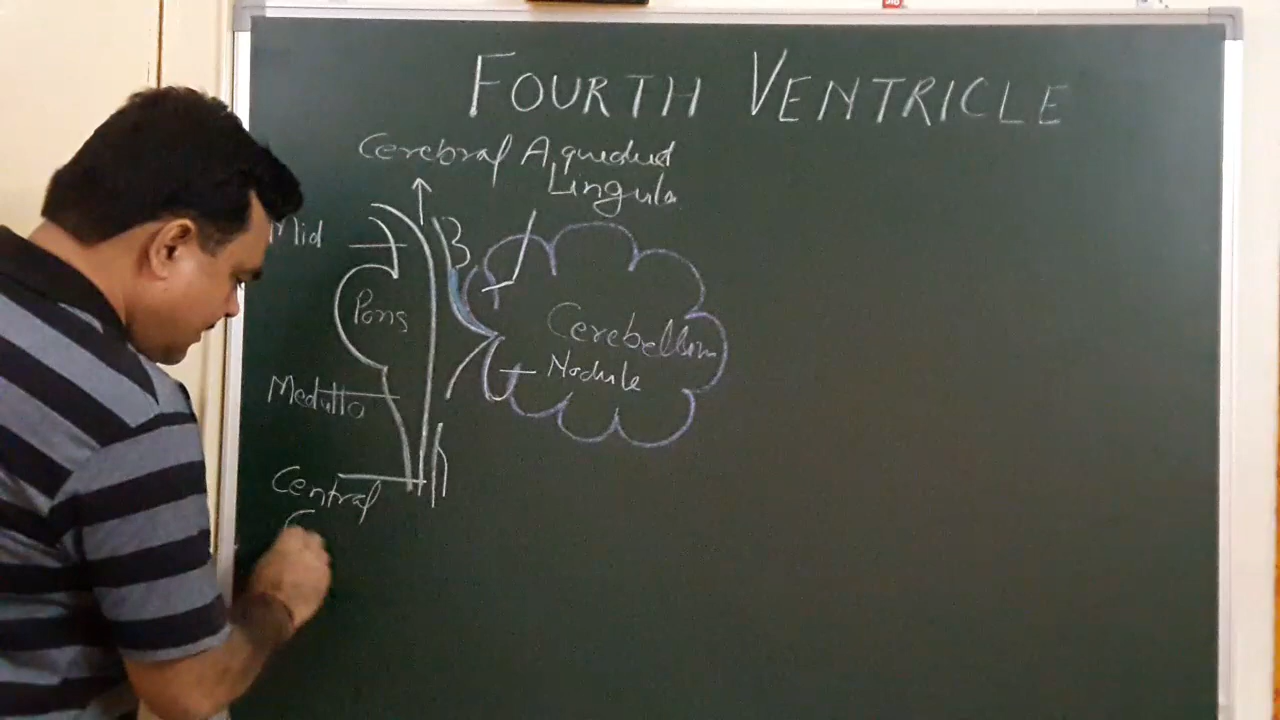 FOURTH VENTRICLE
Cerebral Aqueduct
Lingula
Mid
Pons
Cerebellum
Nodule
Medulla
Central
C